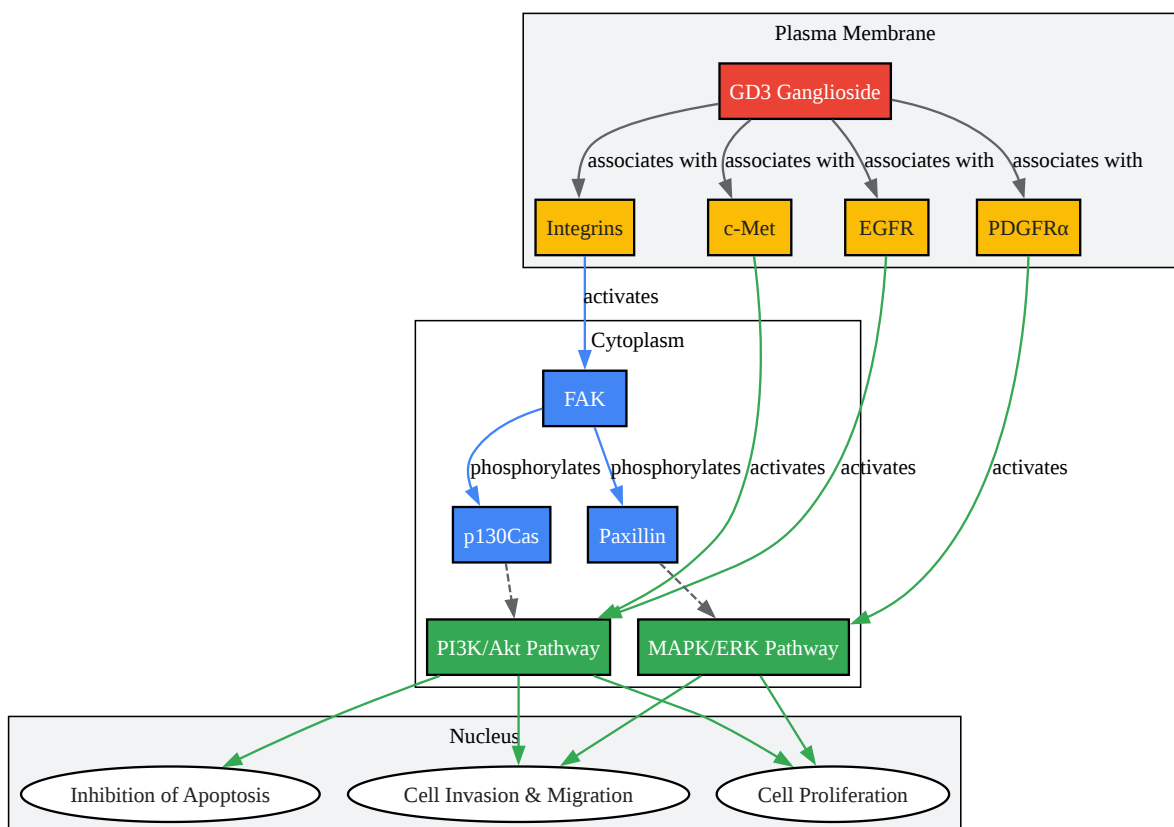 Plasma Membrane
GD3 Ganglioside
associates with
associates with
associates with
associates with
Integrins
c-Met
EGFR
PDGFRα
activates
Cytoplasm
FAK
phosphorylates
phosphorylates
activates
activates
activates
p130Cas
Paxillin
PI3K/Akt Pathway
MAPK/ERK Pathway
Nucleus
Inhibition of Apoptosis
Cell Invasion & Migration
Cell Proliferation